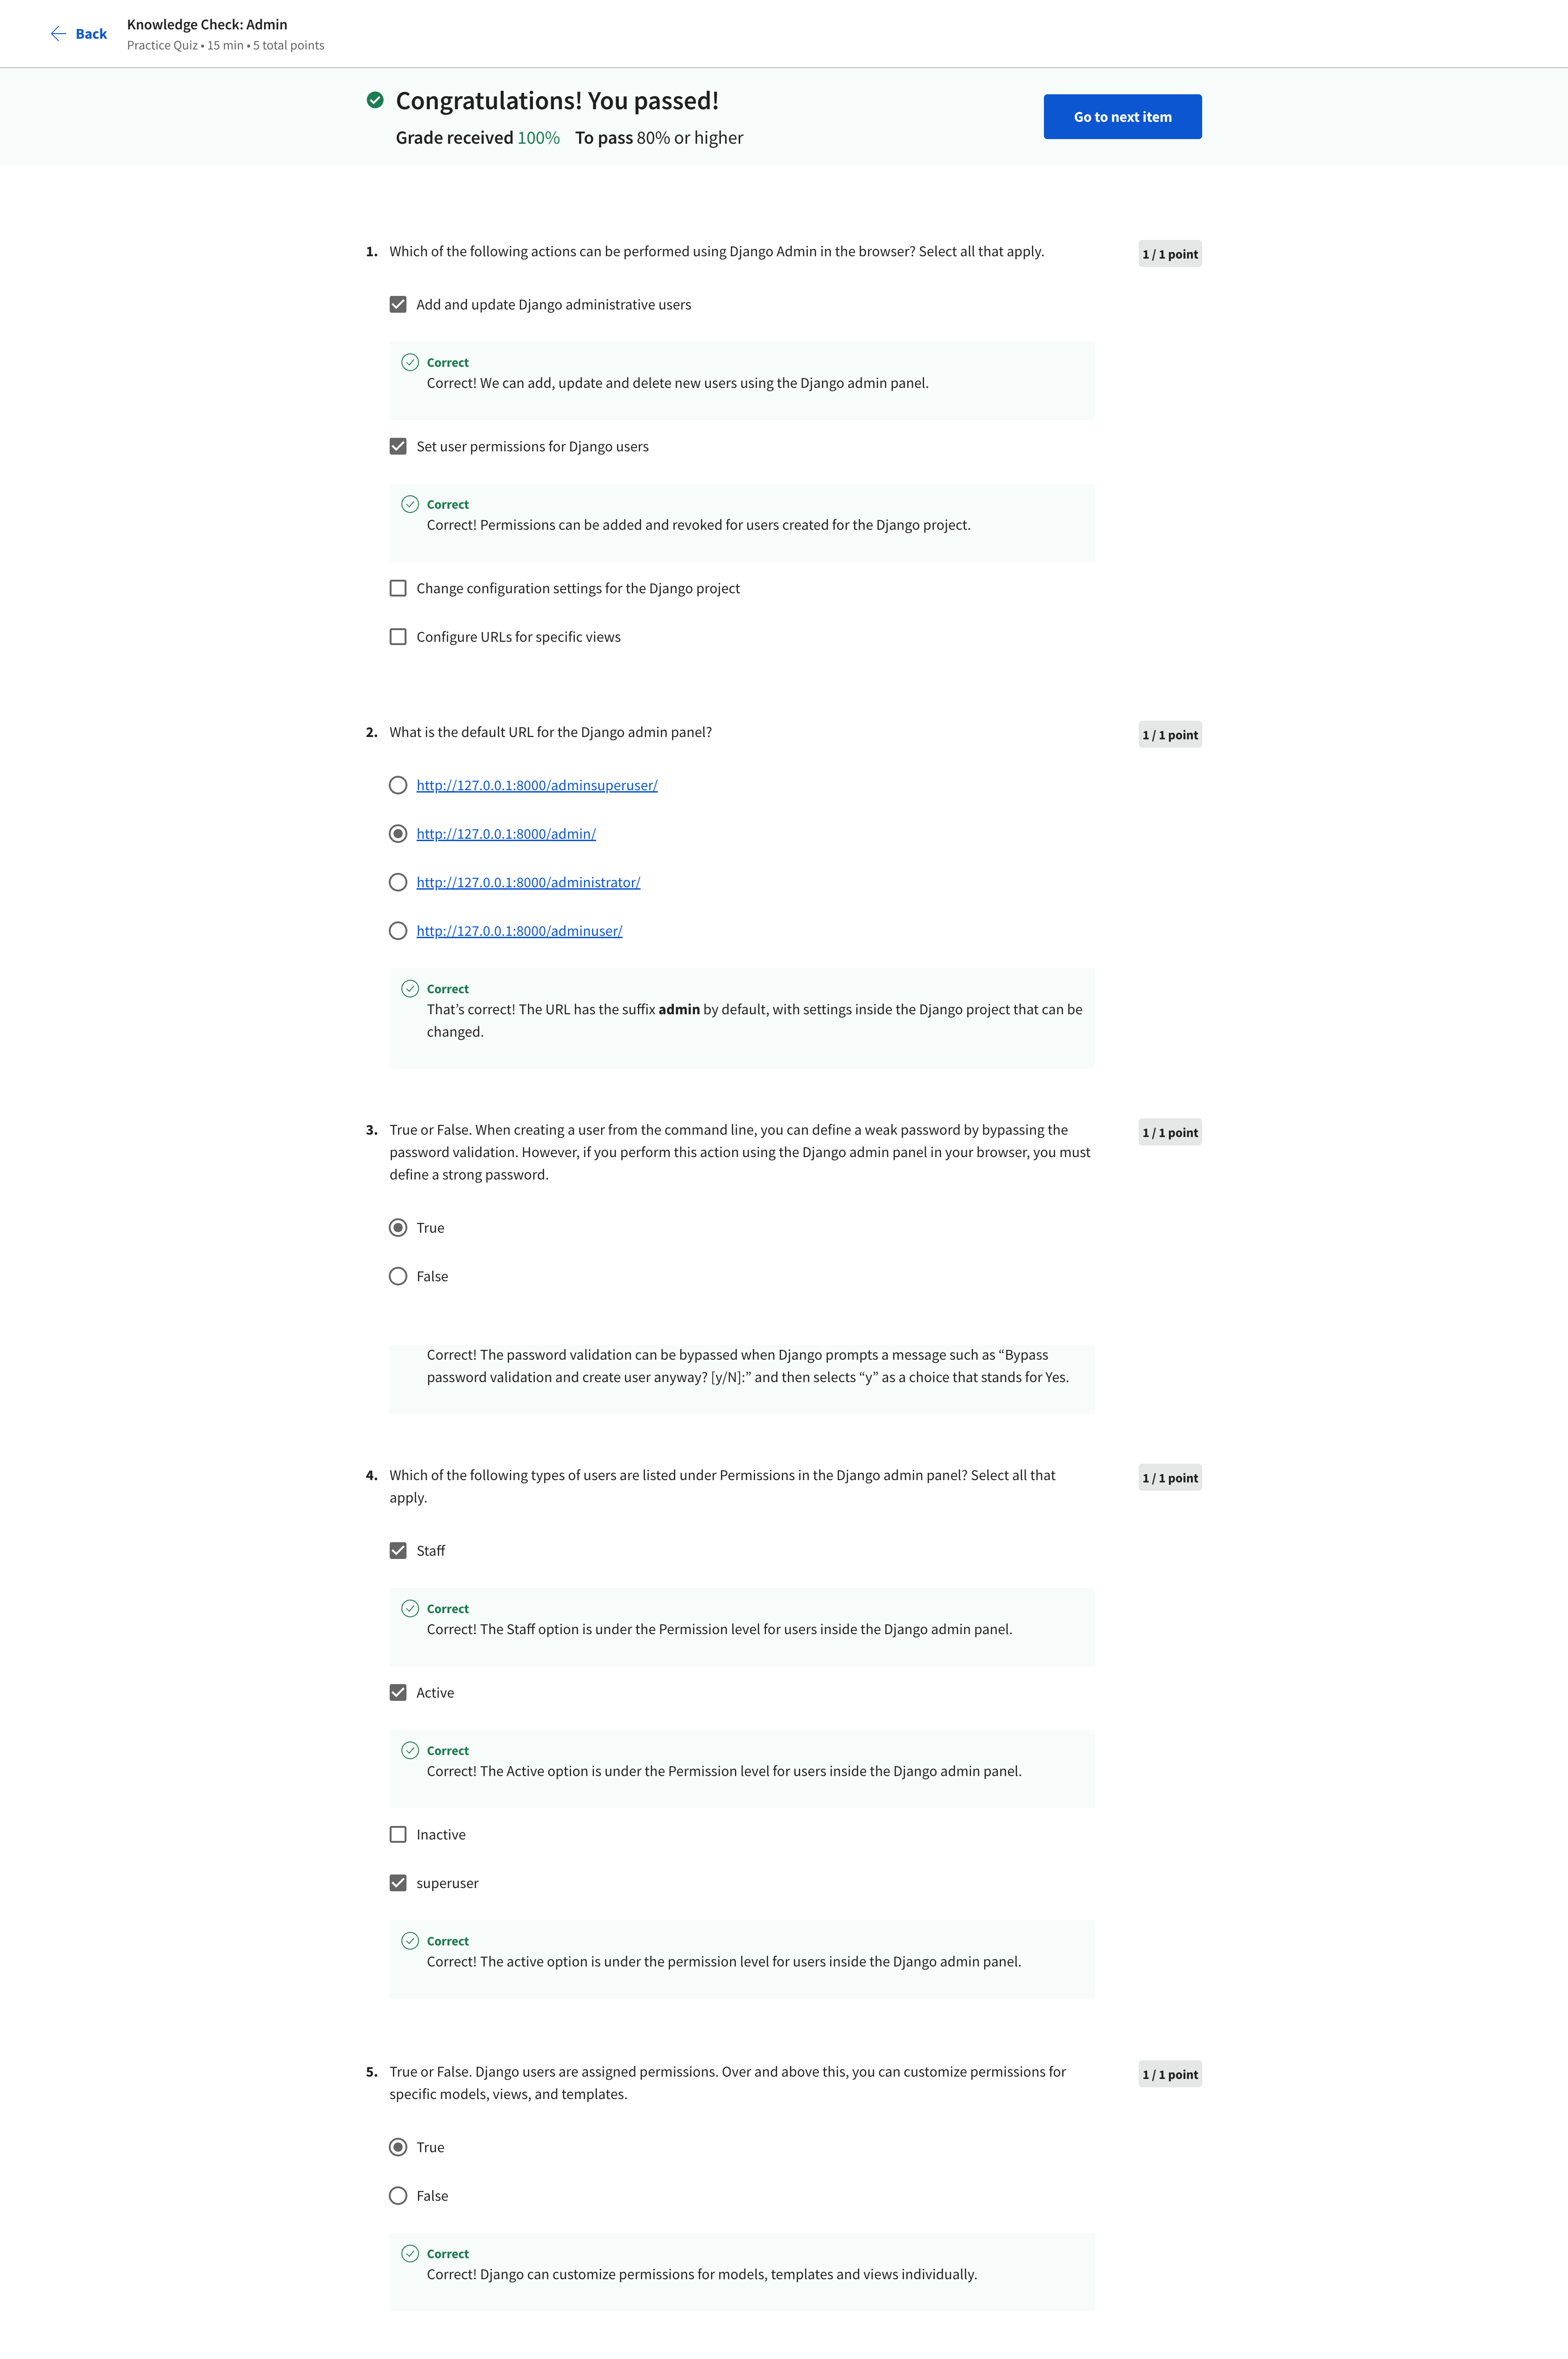 Back
Knowledge Check: Admin
Practice Quiz • 15 min • 5 total points
Congratulations! You passed!
Grade received 100% To pass 80% or higher
Go to next item
1. Which of the following actions can be performed using Django Admin in the browser? Select all that apply.
1 / 1 point
Add and update Django administrative users
Correct
Correct! We can add, update and delete new users using the Django admin panel.
Set user permissions for Django users
Correct
Correct! Permissions can be added and revoked for users created for the Django project.
Change configuration settings for the Django project
Configure URLs for specific views
2. What is the default URL for the Django admin panel?
1 / 1 point
http://127.0.0.1:8000/adminsuperuser/
http://127.0.0.1:8000/admin/
http://127.0.0.1:8000/administrator/
http://127.0.0.1:8000/adminuser/
Correct
That’s correct! The URL has the suffix admin by default, with settings inside the Django project that can be
changed.
3. True or False. When creating a user from the command line, you can define a weak password by bypassing the
1 / 1 point
password validation. However, if you perform this action using the Django admin panel in your browser, you must
define a strong password.
True
False
Correct! The password validation can be bypassed when Django prompts a message such as “Bypass
password validation and create user anyway? [y/N]:” and then selects “y” as a choice that stands for Yes.
4. Which of the following types of users are listed under Permissions in the Django admin panel? Select all that
1 / 1 point
apply.
Staff
Correct
Correct! The Staff option is under the Permission level for users inside the Django admin panel.
Active
Correct
Correct! The Active option is under the Permission level for users inside the Django admin panel.
Inactive
superuser
Correct
Correct! The active option is under the permission level for users inside the Django admin panel.
5. True or False. Django users are assigned permissions. Over and above this, you can customize permissions for
1 / 1 point
specific models, views, and templates.
True
False
Correct
Correct! Django can customize permissions for models, templates and views individually.